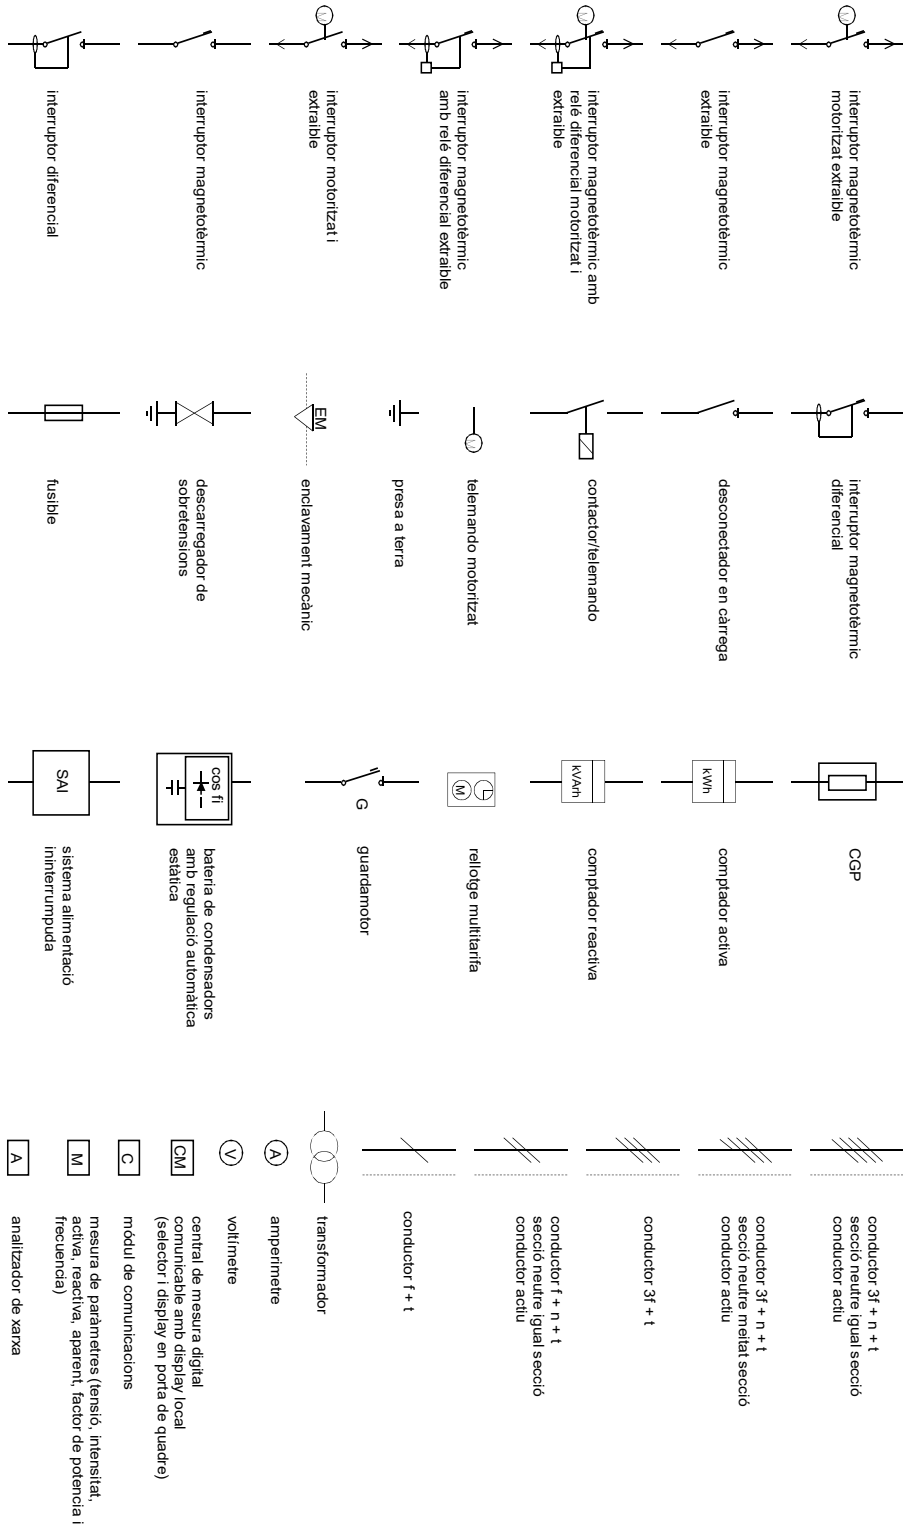 M
interruptor magnetotèrmic
motoritzat extraible
interruptor magnetotèrmic
extraible
M
interruptor magnetotèrmic amb
relé diferencial motoritzat i
extraible
interruptor magnetotèrmic
amb relé diferencial extraible
M
interruptor motoritzat i
extraible
interruptor magnetotèrmic
interruptor diferencial
interruptor magnetotèrmic
diferencial
desconectador en càrrega
contactor/telemando
M
telemando motoritzat
presa a terra
EM
enclavament mecànic
descarregador de
sobretensions
fusible
CGP
kWh
comptador activa
kVArh
comptador reactiva
M
rellotge multitarifa
G
guardamotor
cos fi
bateria de condensadors
amb regulació automàtica
estàtica
SAI
sistema alimentació
ininterrumpuda
conductor 3f + n + t
secció neutre igual secció
conductor actiu
conductor 3f + n + t
secció neutre meitat secció
conductor actiu
conductor 3f + t
conductor f + n + t
secció neutre igual secció
conductor actiu
conductor f + t
transformador
A
amperimetre
V
voltímetre
CM
central de mesura digital
comunicable amb display local
(selector i display en porta de quadre)
C
módul de comunicacions
M
mesura de paràmetres (tensió, intensitat,
activa, reactiva, aparent, factor de potencia i
frecuencia)
A
analitzador de xarxa